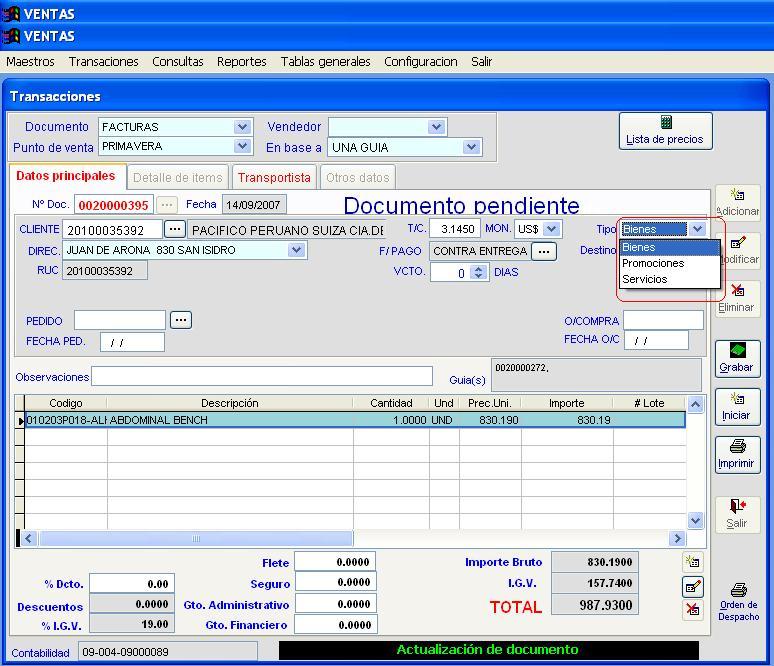 VENTAS
VENTAS
Maestros Transaciones Consultas Reportes Tablas generales Configuracion Salir
Transacciones
Documento FACTURAS Vendedor
Punto de venta PRIMAVERA En base a UNA GUIA
Lista de precios
Datos principales Detalle de items Transportista Otros datos
Nº Doc. 0020000395 ... Fecha 14/09/2007 Documento pendiente
CLIENTE 20100035392 ... PACIFICO PERUANO SUIZA CIA.DE T/C. 3.1450 MON. US$ Tipo Bienes
DIREC. JUAN DE ARONA 830 SAN ISIDRO F/PAGO CONTRA ENTREGA ... Destino
RUC 20100035392 VCTO. 0 DIAS
Bienes
Promociones
Servicios
PEDIDO ... O/COMPRA
FECHA PED. / / FECHA O/C / /
Observaciones Guia(s) 0020000272,
Codigo Descripción Cantidad Und Prec.Uni. Importe # Lote
010203P018-ALI ABDOMINAL BENCH 1.0000 UND 830.190 830.19
Flete 0.0000 Importe Bruto 830.1900
% Dcto. 0.00 Seguro 0.0000 I.G.V. 157.7400
Descuentos 0.0000 Gto. Administrativo 0.0000 TOTAL 987.9300
% I.G.V. 19.00 Gto. Financiero 0.0000
Contabilidad 09-004-09000089 Actualización de documento
Adicionar
odificar
Eliminar
Grabar
Iniciar
Imprimir
Salir
Orden de
Despacho